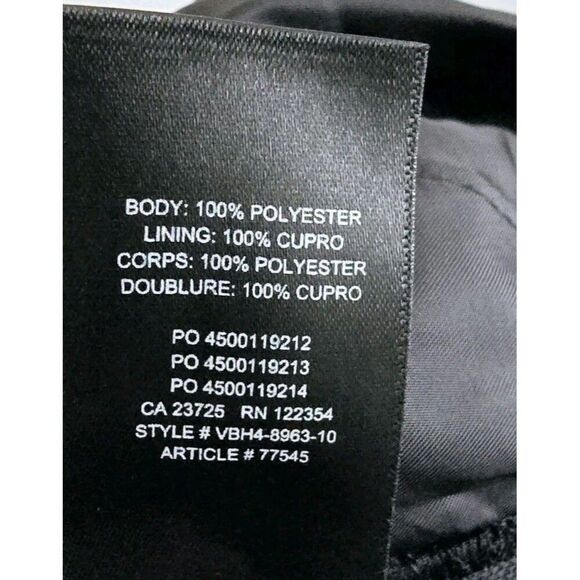 BODY: 100% POLYESTER
LINING: 100% CUPRO
CORPS: 100% POLYESTER
DOUBLURE: 100% CUPRO
PO 4500119212
PO 4500119213
PO 4500119214
CA 23725 RN 122354
STYLE # VBH4-8963-10
ARTICLE # 77545